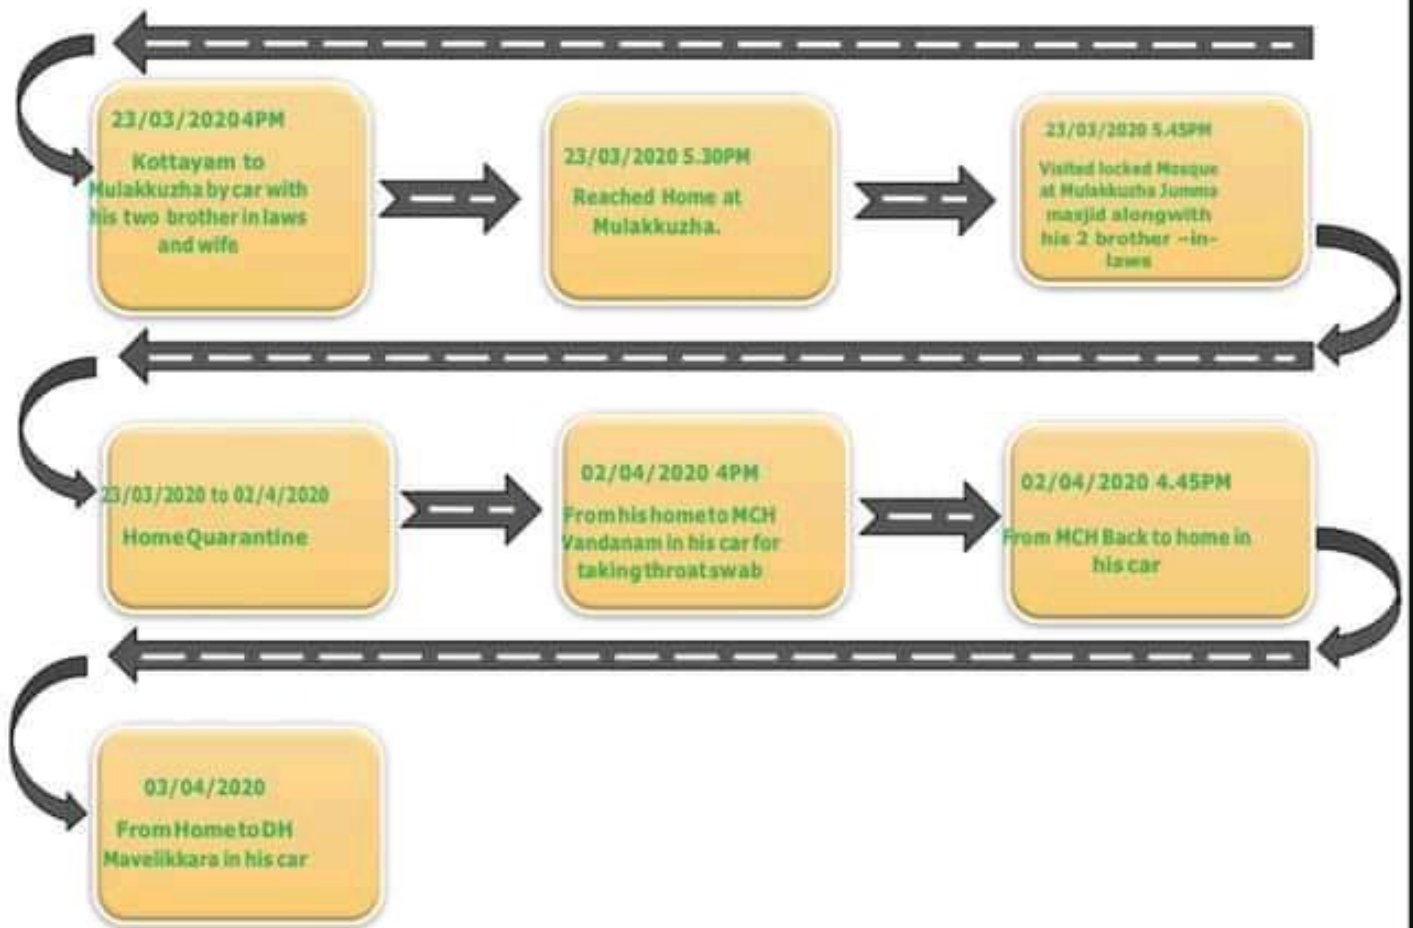 23/03/20204PM
Kottayam to
Mulakkuzha by car with
his two brother in laws
and wife
23/03/2020 5.30PM
Reached Home at
Mulakkuzha.
23/03/2020 5.45PM
Visited locked Mosque
at Mulakkuzha Jumma
masjid alongwith
his 2 brother -in-
laws
23/03/2020 to 02/4/2020
HomeQuarantine
02/04/2020 4PM
From his home to MCH
Vandanam in his car for
taking throat swab
02/04/2020 4.45PM
From MCH Back to home in
his car
03/04/2020
From Home to DH
Mavelikkara in his car